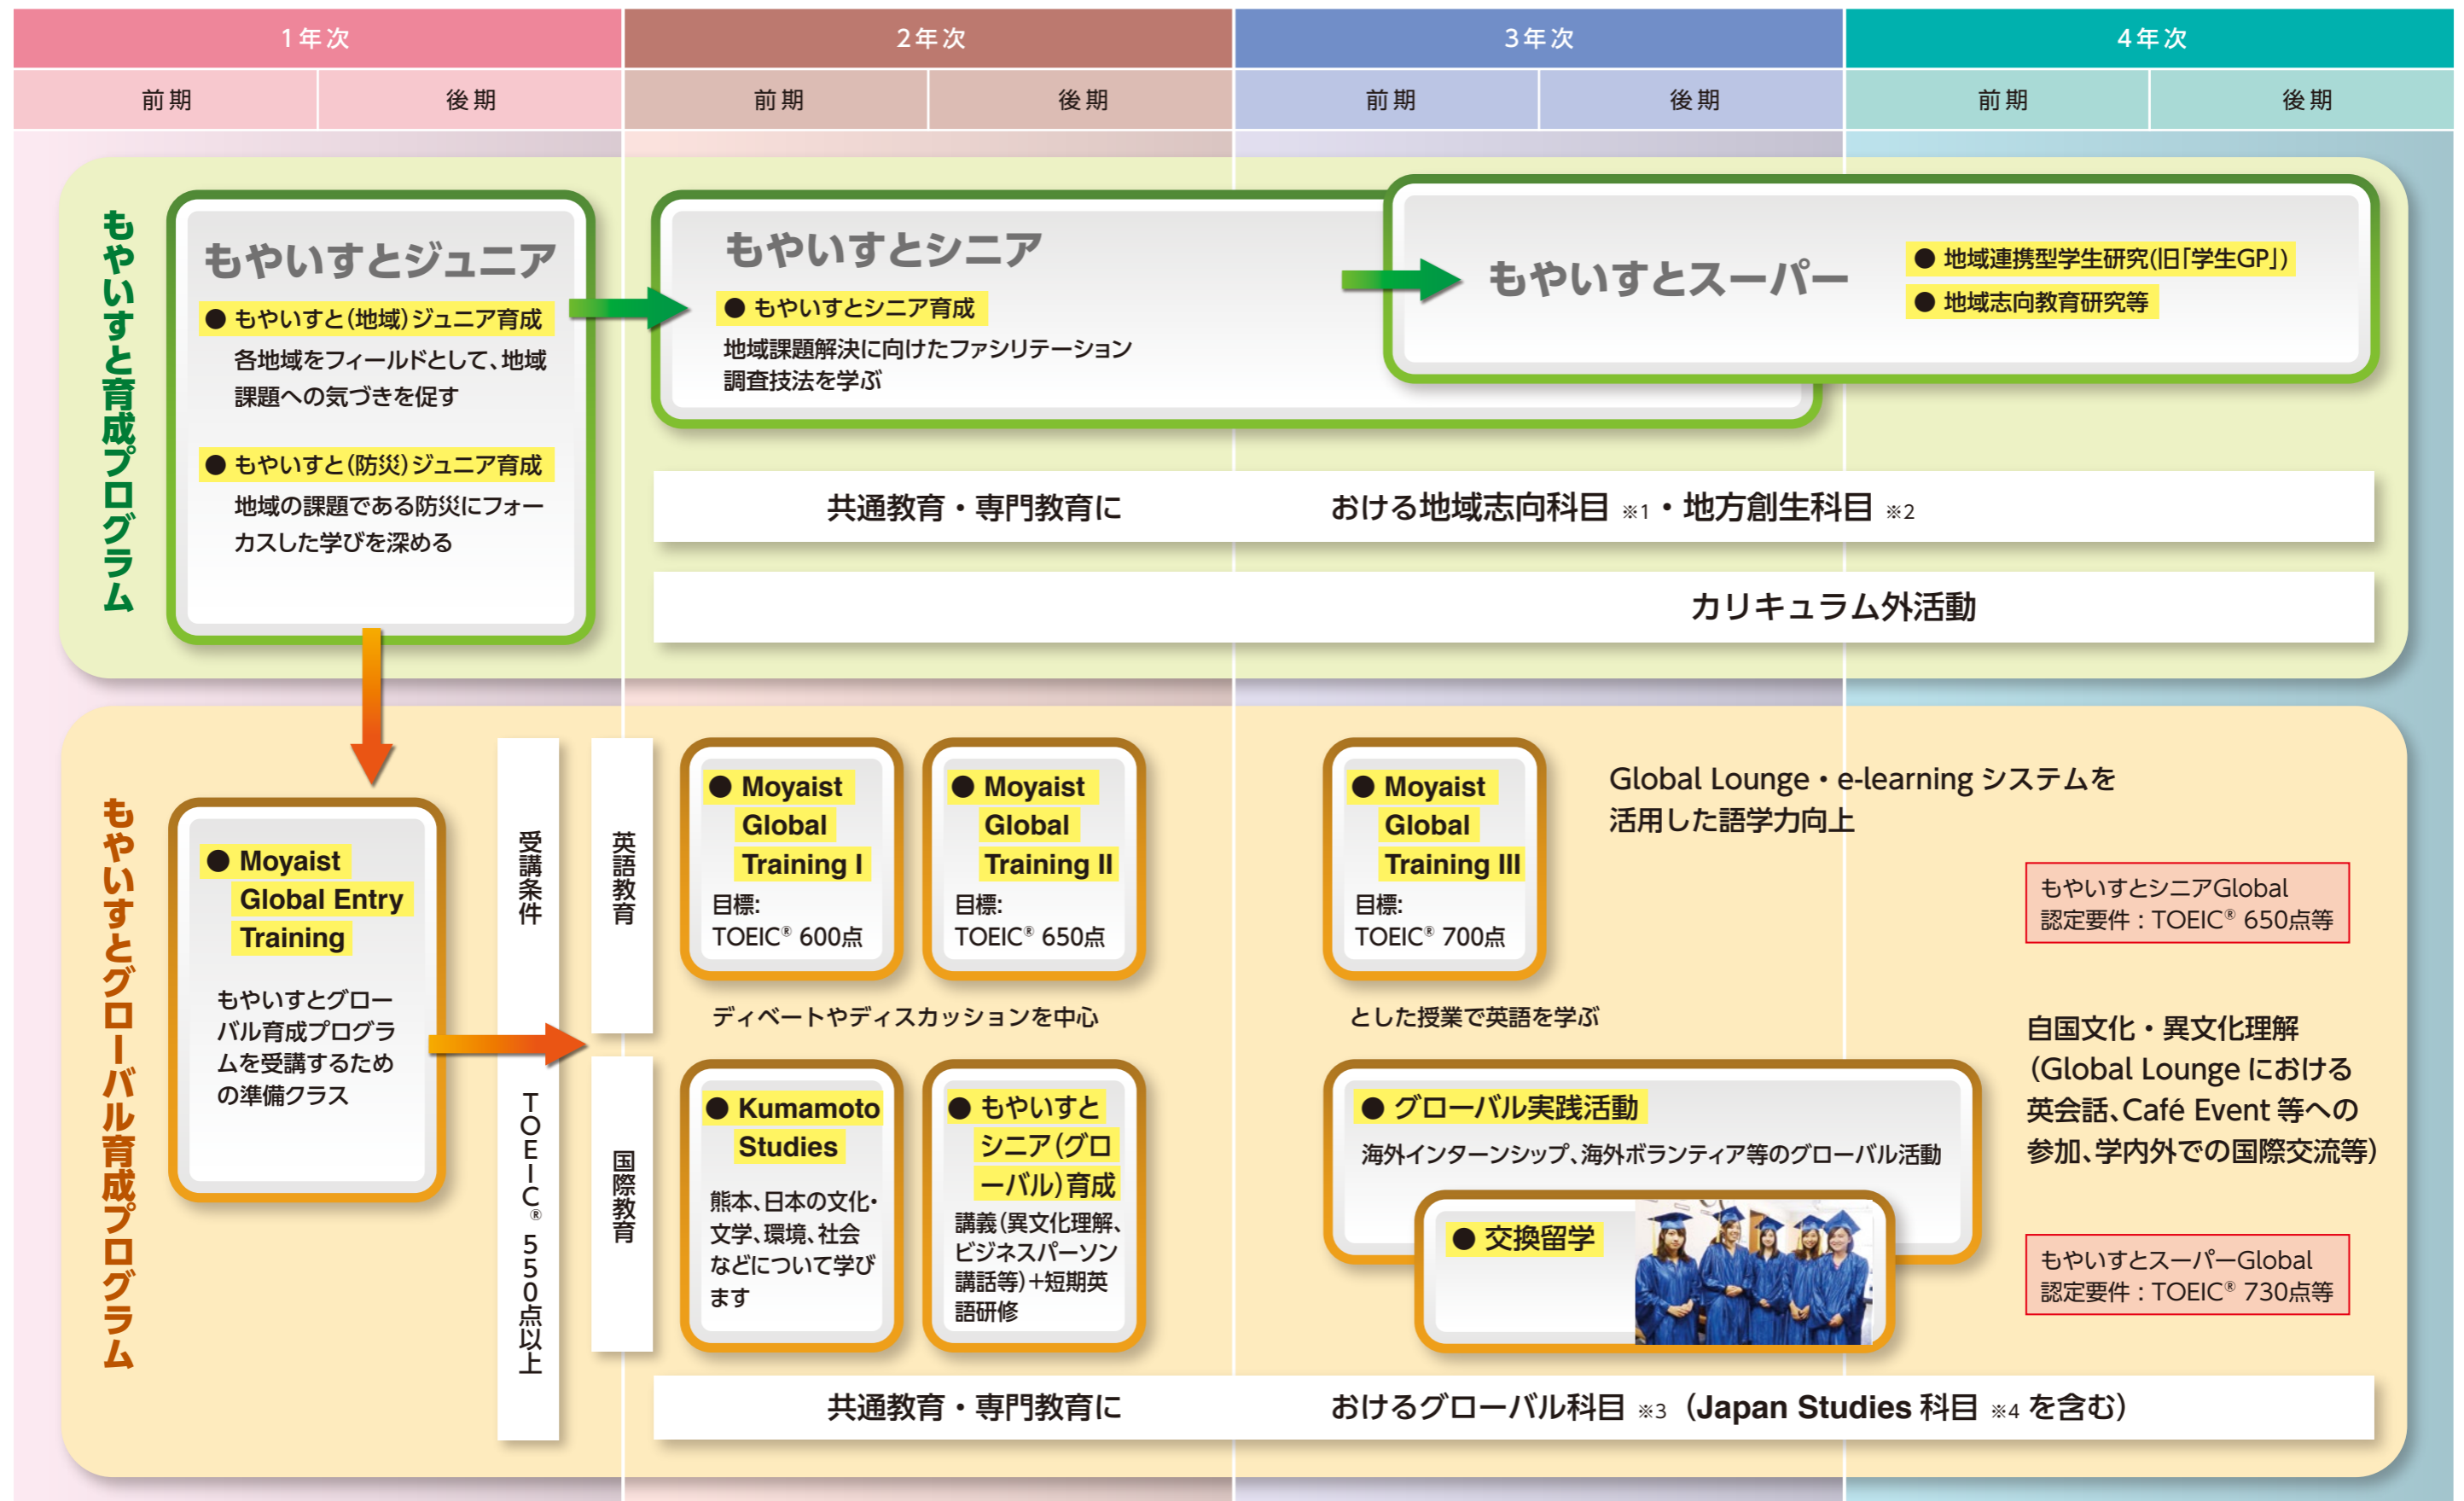 1年次
2年次
3年次
4年次
前期
後期
前期
後期
前期
後期
前期
後期
もやいすと育成プログラム
もやいすとジュニア
● もやいすと(地域)ジュニア育成
各地域をフィールドとして、地域
課題への気づきを促す
● もやいすと(防災)ジュニア育成
地域の課題である防災にフォー
カスした学びを深める
もやいすとシニア
● もやいすとシニア育成
地域課題解決に向けたファシリテーション
調査技法を学ぶ
もやいすとスーパー
● 地域連携型学生研究(旧「学生GP」)
● 地域志向教育研究等
共通教育・専門教育に おける地域志向科目 ※1・地方創生科目 ※2
カリキュラム外活動
もやいすとグローバル育成プログラム
● Moyaist
Global Entry
Training
もやいすとグロー
バル育成プログラ
ムを受講するため
の準備クラス
受講条件 TOEIC® 550点以上
英語教育
● Moyaist
Global
Training I
目標:
TOEIC® 600点
● Moyaist
Global
Training II
目標:
TOEIC® 650点
● Moyaist
Global
Training III
目標:
TOEIC® 700点
ディベートやディスカッションを中心 とした授業で英語を学ぶ
Global Lounge・e-learning システムを
活用した語学力向上
もやいすとシニアGlobal
認定要件：TOEIC® 650点等
国際教育
● Kumamoto
Studies
熊本、日本の文化・
文学、環境、社会
などについて学び
ます
● もやいすと
シニア(グロ
ーバル)育成
講義(異文化理解、
ビジネスパーソン
講話等)+短期英
語研修
● グローバル実践活動
海外インターンシップ、海外ボランティア等のグローバル活動
● 交換留学
自国文化・異文化理解
(Global Lounge における
英会話、Café Event 等への
参加、学内外での国際交流等)
もやいすとスーパーGlobal
認定要件：TOEIC® 730点等
共通教育・専門教育に おけるグローバル科目 ※3 (Japan Studies 科目 ※4 を含む)